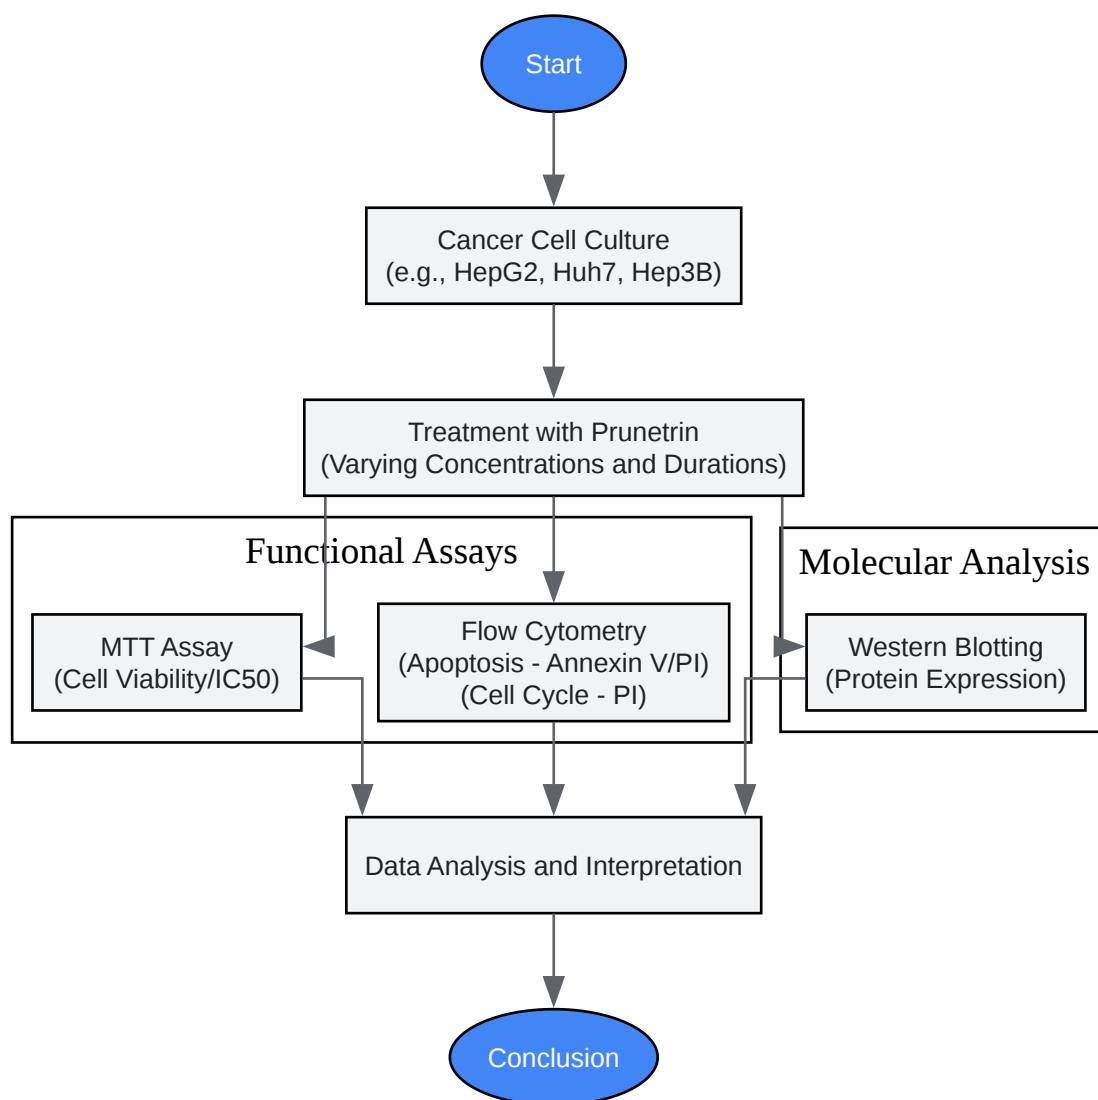 Start
Cancer Cell Culture
(e.g., HepG2, Huh7, Hep3B)
Treatment with Prunetrin
(Varying Concentrations and Durations)
Functional Assays
Molecular Analysis
MTT Assay
(Cell Viability/IC50)
Flow Cytometry
(Apoptosis - Annexin V/PI)
(Cell Cycle - PI)
Western Blotting
(Protein Expression)
Data Analysis and Interpretation
Conclusion